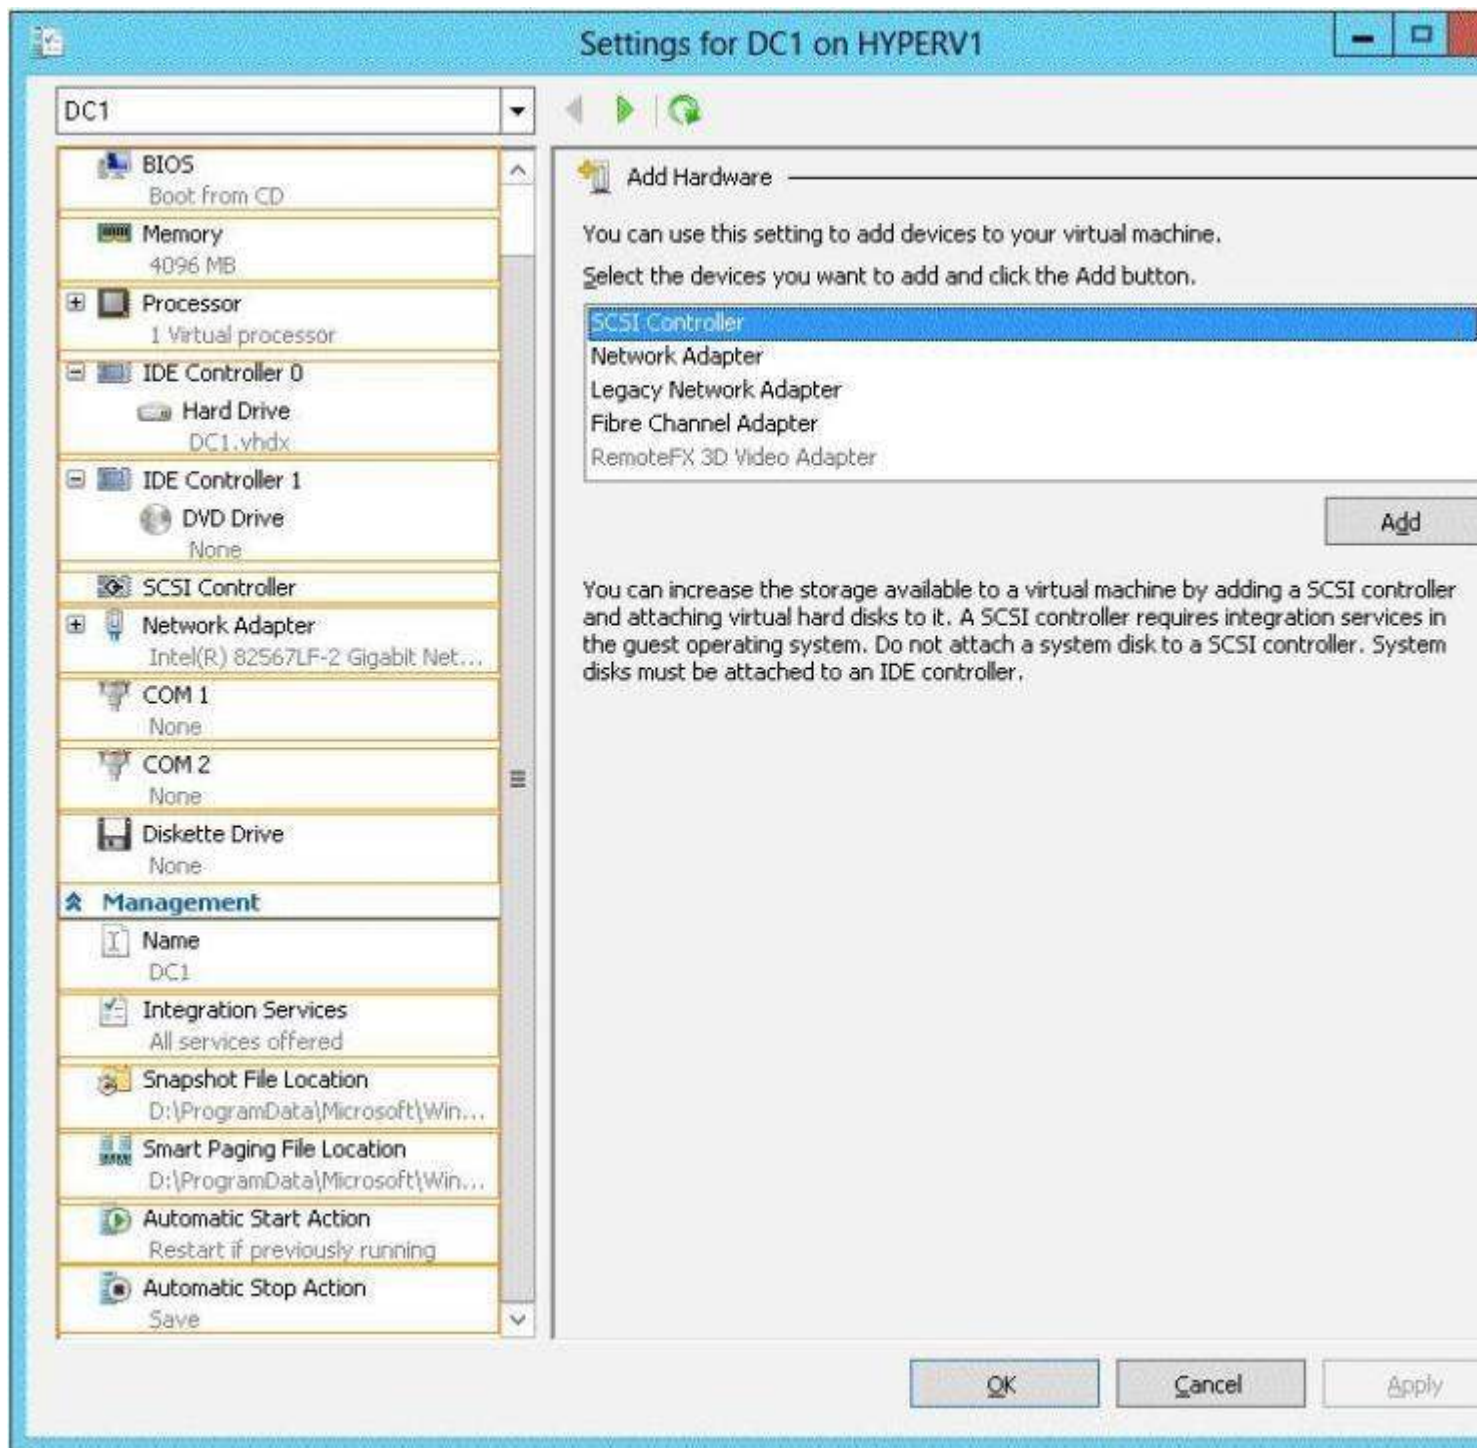 Settings for DC1 on HYPERV1
DC1
BIOS
Boot from CD
Memory
4096 MB
Processor
1 Virtual processor
IDE Controller 0
Hard Drive
DC1.vhdx
IDE Controller 1
DVD Drive
None
SCSI Controller
Network Adapter
Intel(R) 82567LF-2 Gigabit Net...
COM 1
None
COM 2
None
Diskette Drive
None
Management
Name
DC1
Integration Services
All services offered
Snapshot File Location
D:\ProgramData\Microsoft\Win...
Smart Paging File Location
D:\ProgramData\Microsoft\Win...
Automatic Start Action
Restart if previously running
Automatic Stop Action
Save
Add Hardware
You can use this setting to add devices to your virtual machine.
Select the devices you want to add and click the Add button.
SCSI Controller
Network Adapter
Legacy Network Adapter
Fibre Channel Adapter
RemoteFX 3D Video Adapter
Add
You can increase the storage available to a virtual machine by adding a SCSI controller
and attaching virtual hard disks to it. A SCSI controller requires integration services in
the guest operating system. Do not attach a system disk to a SCSI controller. System
disks must be attached to an IDE controller.
OK
Cancel
Apply